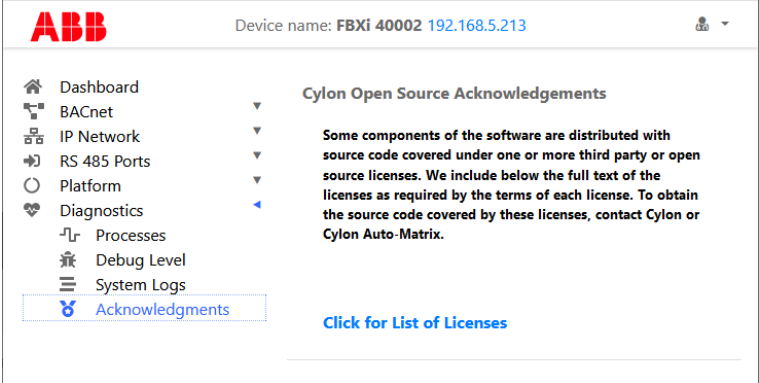 ABB
Device name: FBXi 40002 192.168.5.213
Dashboard
BACnet
IP Network
RS 485 Ports
Platform
Diagnostics
Processes
Debug Level
System Logs
Acknowledgments
Cylon Open Source Acknowledgements
Some components of the software are distributed with
source code covered under one or more third party or open
source licenses. We include below the full text of the
licenses as required by the terms of each license. To obtain
the source code covered by these licenses, contact Cylon or
Cylon Auto-Matrix.
Click for List of Licenses